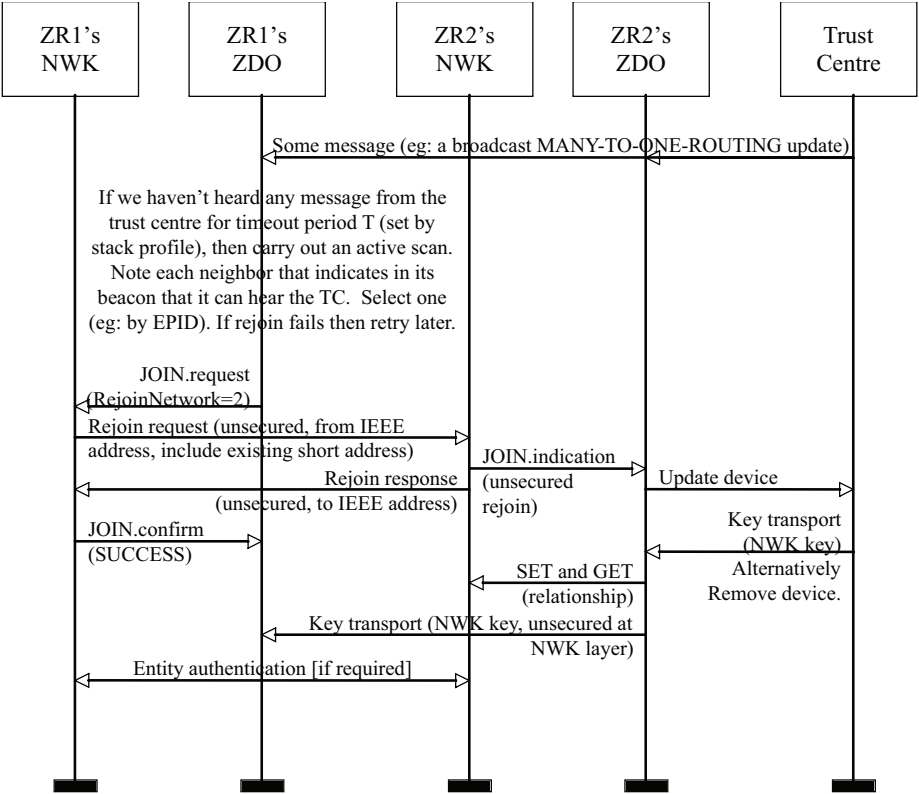 ZR1's
NWK
ZR1's
ZDO
ZR2's
NWK
ZR2's
ZDO
Trust
Centre
Some message (eg: a broadcast MANY-TO-ONE-ROUTING update)
If we haven't heard any message from the
trust centre for timeout period T (set by
stack profile), then carry out an active scan.
Note each neighbor that indicates in its
beacon that it can hear the TC. Select one
(eg: by EPID). If rejoin fails then retry later.
JOIN.request
(RejoinNetwork=2)
Rejoin request (unsecured, from IEEE
address, include existing short address)
JOIN.indication
(unsecured
rejoin)
Rejoin response
(unsecured, to IEEE address)
Update device
JOIN.confirm
(SUCCESS)
Key transport
(NWK key)
Alternatively
Remove device.
SET and GET
(relationship)
Key transport (NWK key, unsecured at
NWK layer)
Entity authentication [if required]